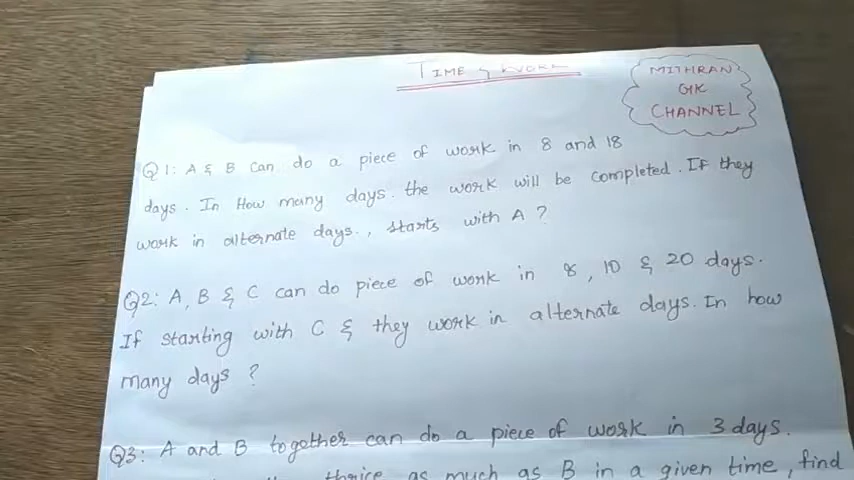 TIME & WORK
MITHRAN
GK
CHANNEL
Q1: A & B can do a piece of work in 8 and 18
days. In How many days. the work will be completed. If they
work in alternate days., starts with A?
Q2: A, B & C can do piece of work in 8, 10 & 20 days.
If starting with C & they work in alternate days. In how
many days?
Q3: A and B together can do a piece of work in 3 days.
thrice as much as B in a given time, find